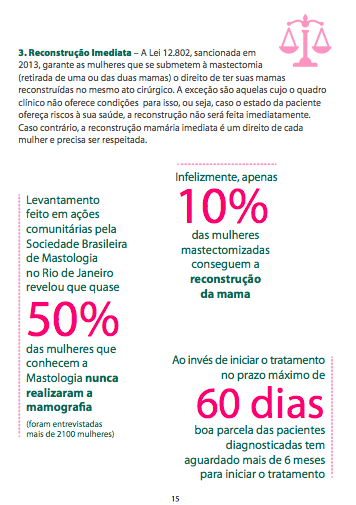 3. Reconstrução Imediata – A Lei 12.802, sancionada em
2013, garante as mulheres que se submetem à mastectomia
(retirada de uma ou das duas mamas) o direito de ter suas mamas
reconstruídas no mesmo ato cirúrgico. A exceção são aquelas cujo o quadro
clínico não oferece condições para isso, ou seja, caso o estado da paciente
ofereça riscos à sua saúde, a reconstrução não será feita imediatamente.
Caso contrário, a reconstrução mamária imediata é um direito de cada
mulher e precisa ser respeitada.
Infelizmente, apenas
10%
das mulheres
mastectomizadas
conseguem a
reconstrução
da mama
Levantamento
feito em ações
comunitárias pela
Sociedade Brasileira
de Mastologia
no Rio de Janeiro
revelou que quase
50%
das mulheres que
conhecem a
Mastologia nunca
realizaram a
mamografia
(foram entrevistadas
mais de 2100 mulheres)
Ao invés de iniciar o tratamento
no prazo máximo de
60 dias
boa parcela das pacientes
diagnosticadas tem
aguardado mais de 6 meses
para iniciar o tratamento
15